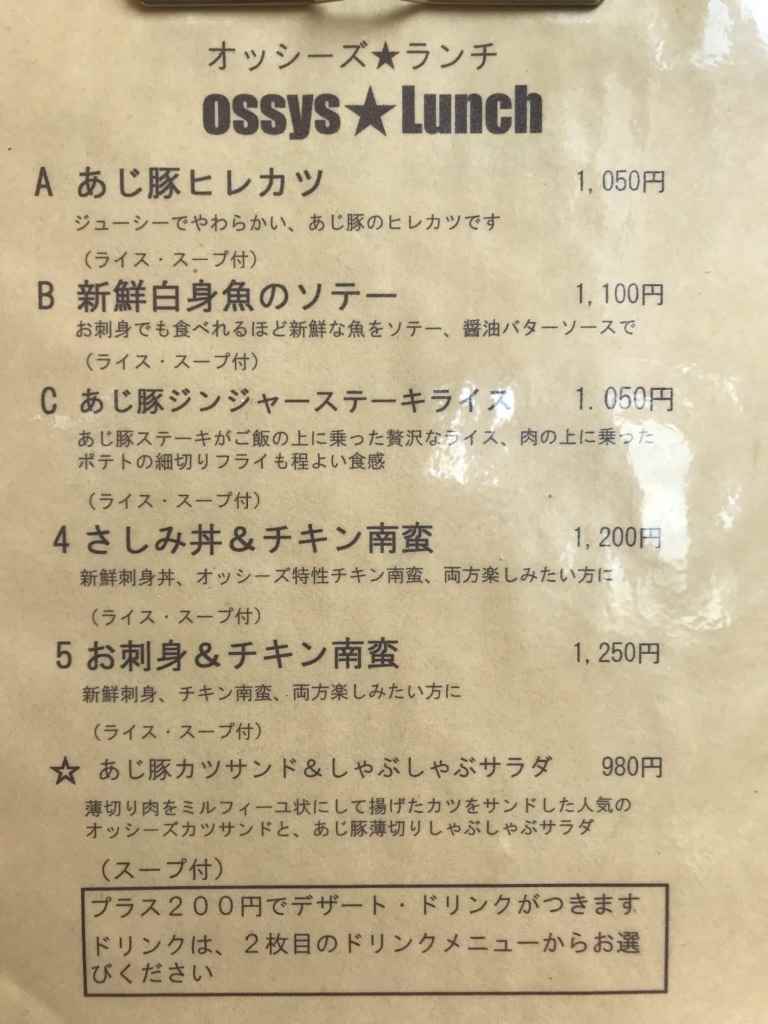 オッシーズ★ランチ
ossys★Lunch
A あじ豚ヒレカツ 1,050円
ジューシーでやわらかい、あじ豚のヒレカツです
（ライス・スープ付）
B 新鮮白身魚のソテー 1,100円
お刺身でも食べれるほど新鮮な魚をソテー、醤油バターソースで
（ライス・スープ付）
C あじ豚ジンジャーステーキライス 1.050円
あじ豚ステーキがご飯の上に乗った贅沢なライス、肉の上に乗った
ポテトの細切りフライも程よい食感
（ライス・スープ付）
4 さしみ丼＆チキン南蛮 1,200円
新鮮刺身丼、オッシーズ特性チキン南蛮、両方楽しみたい方に
（ライス・スープ付）
5 お刺身＆チキン南蛮 1,250円
新鮮刺身、チキン南蛮、両方楽しみたい方に
（ライス・スープ付）
☆ あじ豚カツサンド＆しゃぶしゃぶサラダ 980円
薄切り肉をミルフィーユ状にして揚げたカツをサンドした人気の
オッシーズカツサンドと、あじ豚薄切りしゃぶしゃぶサラダ
（スープ付）
プラス２００円でデザート・ドリンクがつきます
ドリンクは、２枚目のドリンクメニューからお選
びください